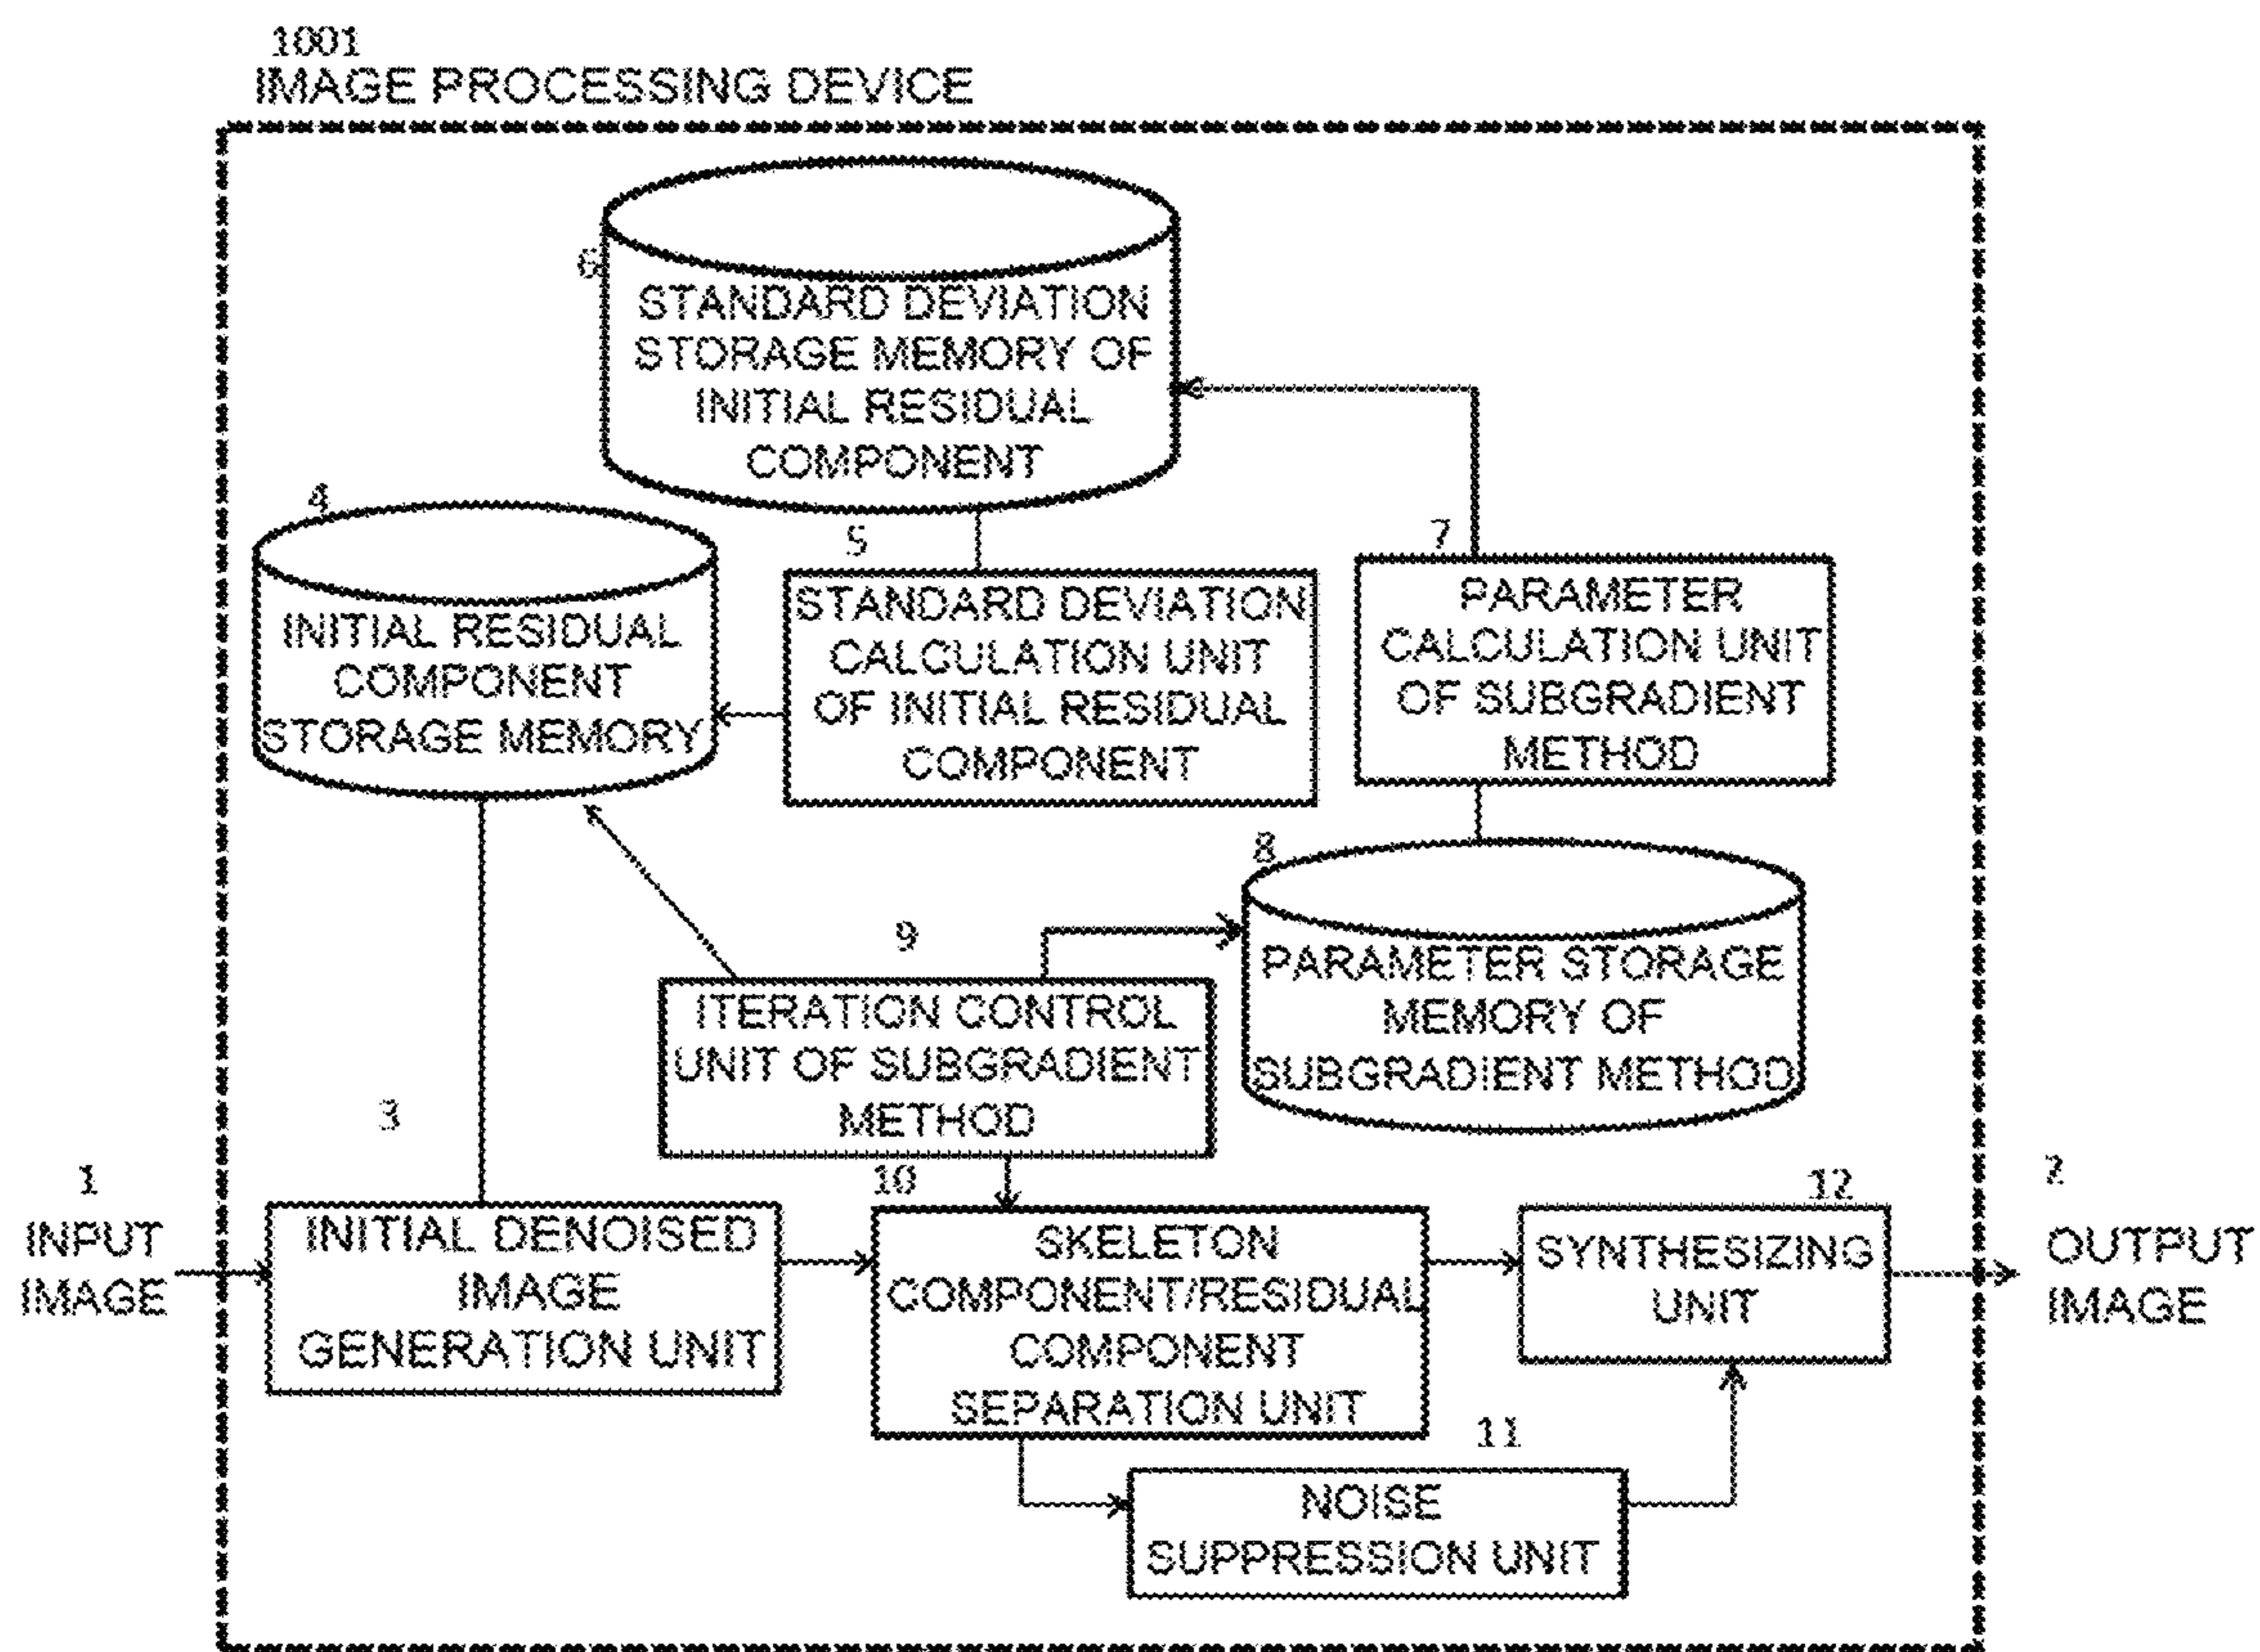 1001
IMAGE PROCESSING DEVICE
6
STANDARD DEVIATION
STORAGE MEMORY OF
INITIAL RESIDUAL
COMPONENT
4
INITIAL RESIDUAL
COMPONENT
STORAGE MEMORY
5
STANDARD DEVIATION
CALCULATION UNIT
OF INITIAL RESIDUAL
COMPONENT
7
PARAMETER
CALCULATION UNIT
OF SUBGRADIENT
METHOD
8
PARAMETER STORAGE
MEMORY OF
SUBGRADIENT METHOD
9
ITERATION CONTROL
UNIT OF SUBGRADIENT
METHOD
1
INPUT
IMAGE
3
INITIAL DENOISED
IMAGE
GENERATION UNIT
10
SKELETON
COMPONENT/RESIDUAL
COMPONENT
SEPARATION UNIT
12
SYNTHESIZING
UNIT
2
OUTPUT
IMAGE
11
NOISE
SUPPRESSION UNIT